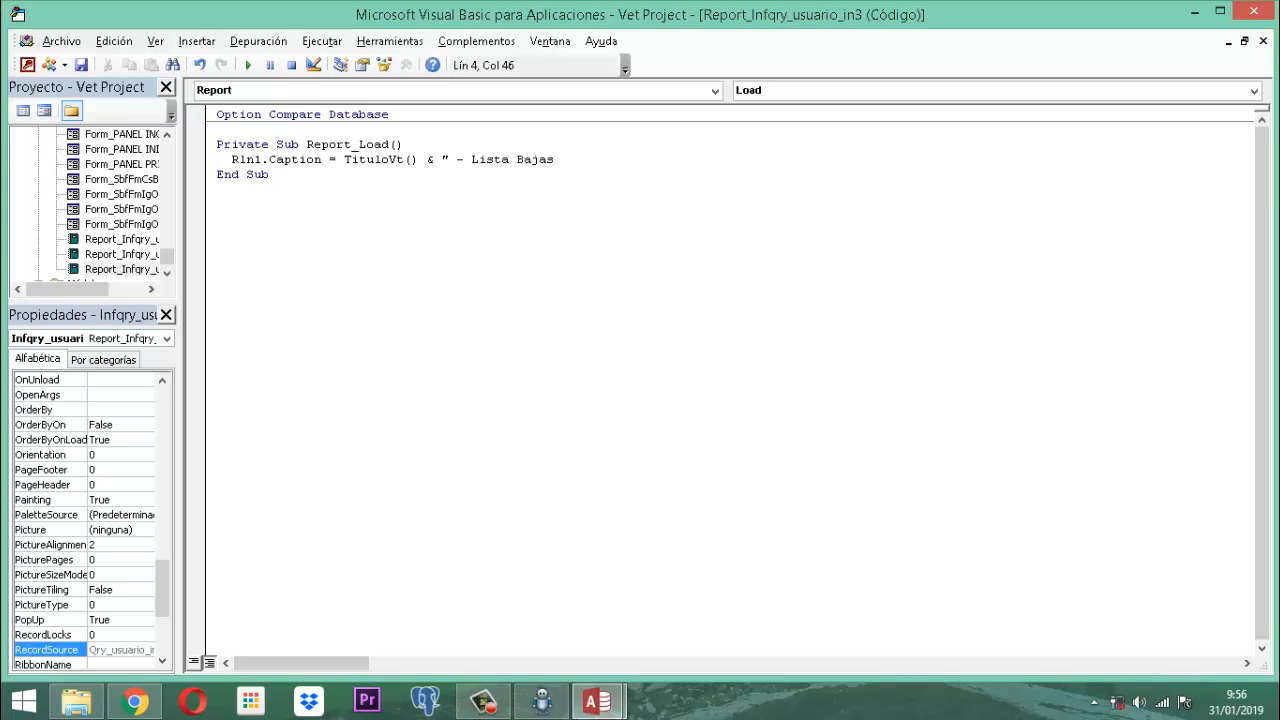 Microsoft Visual Basic para Aplicaciones - Vet Project - [Report_Infqry_usuario_in3 (Código)]
Archivo Edición Ver Insertar Depuración Ejecutar Herramientas Complementos Ventana Ayuda
Lín 4, Col 46
Proyecto - Vet Project
Report
Load
Form_PANEL INC
Form_PANEL INI
Form_PANEL PR
Form_SbfFmCsB
Form_SbfFmIgO
Form_SbfFmIgO
Form_SbfFmIgO
Report_Infqry_u
Report_Infqry_u
Report_Infqry_u
Option Compare Database
Private Sub Report_Load()
Rln1.Caption = TituloVt() & " - Lista Bajas
End Sub
Propiedades - Infqry_usu
Infqry_usuari Report_Infqry_
Alfabética Por categorías
OnUnload
OpenArgs
OrderBy
OrderByOn False
OrderByOnLoad True
Orientation 0
PageFooter 0
PageHeader 0
Painting True
PaletteSource (Predetermina
Picture (ninguna)
PictureAlignmen 2
PicturePages 0
PictureSizeMode 0
PictureTiling False
PictureType 0
PopUp True
RecordLocks 0
RecordSource Qry_usuario_in
RibbonName
Pr
9:56
31/01/2019